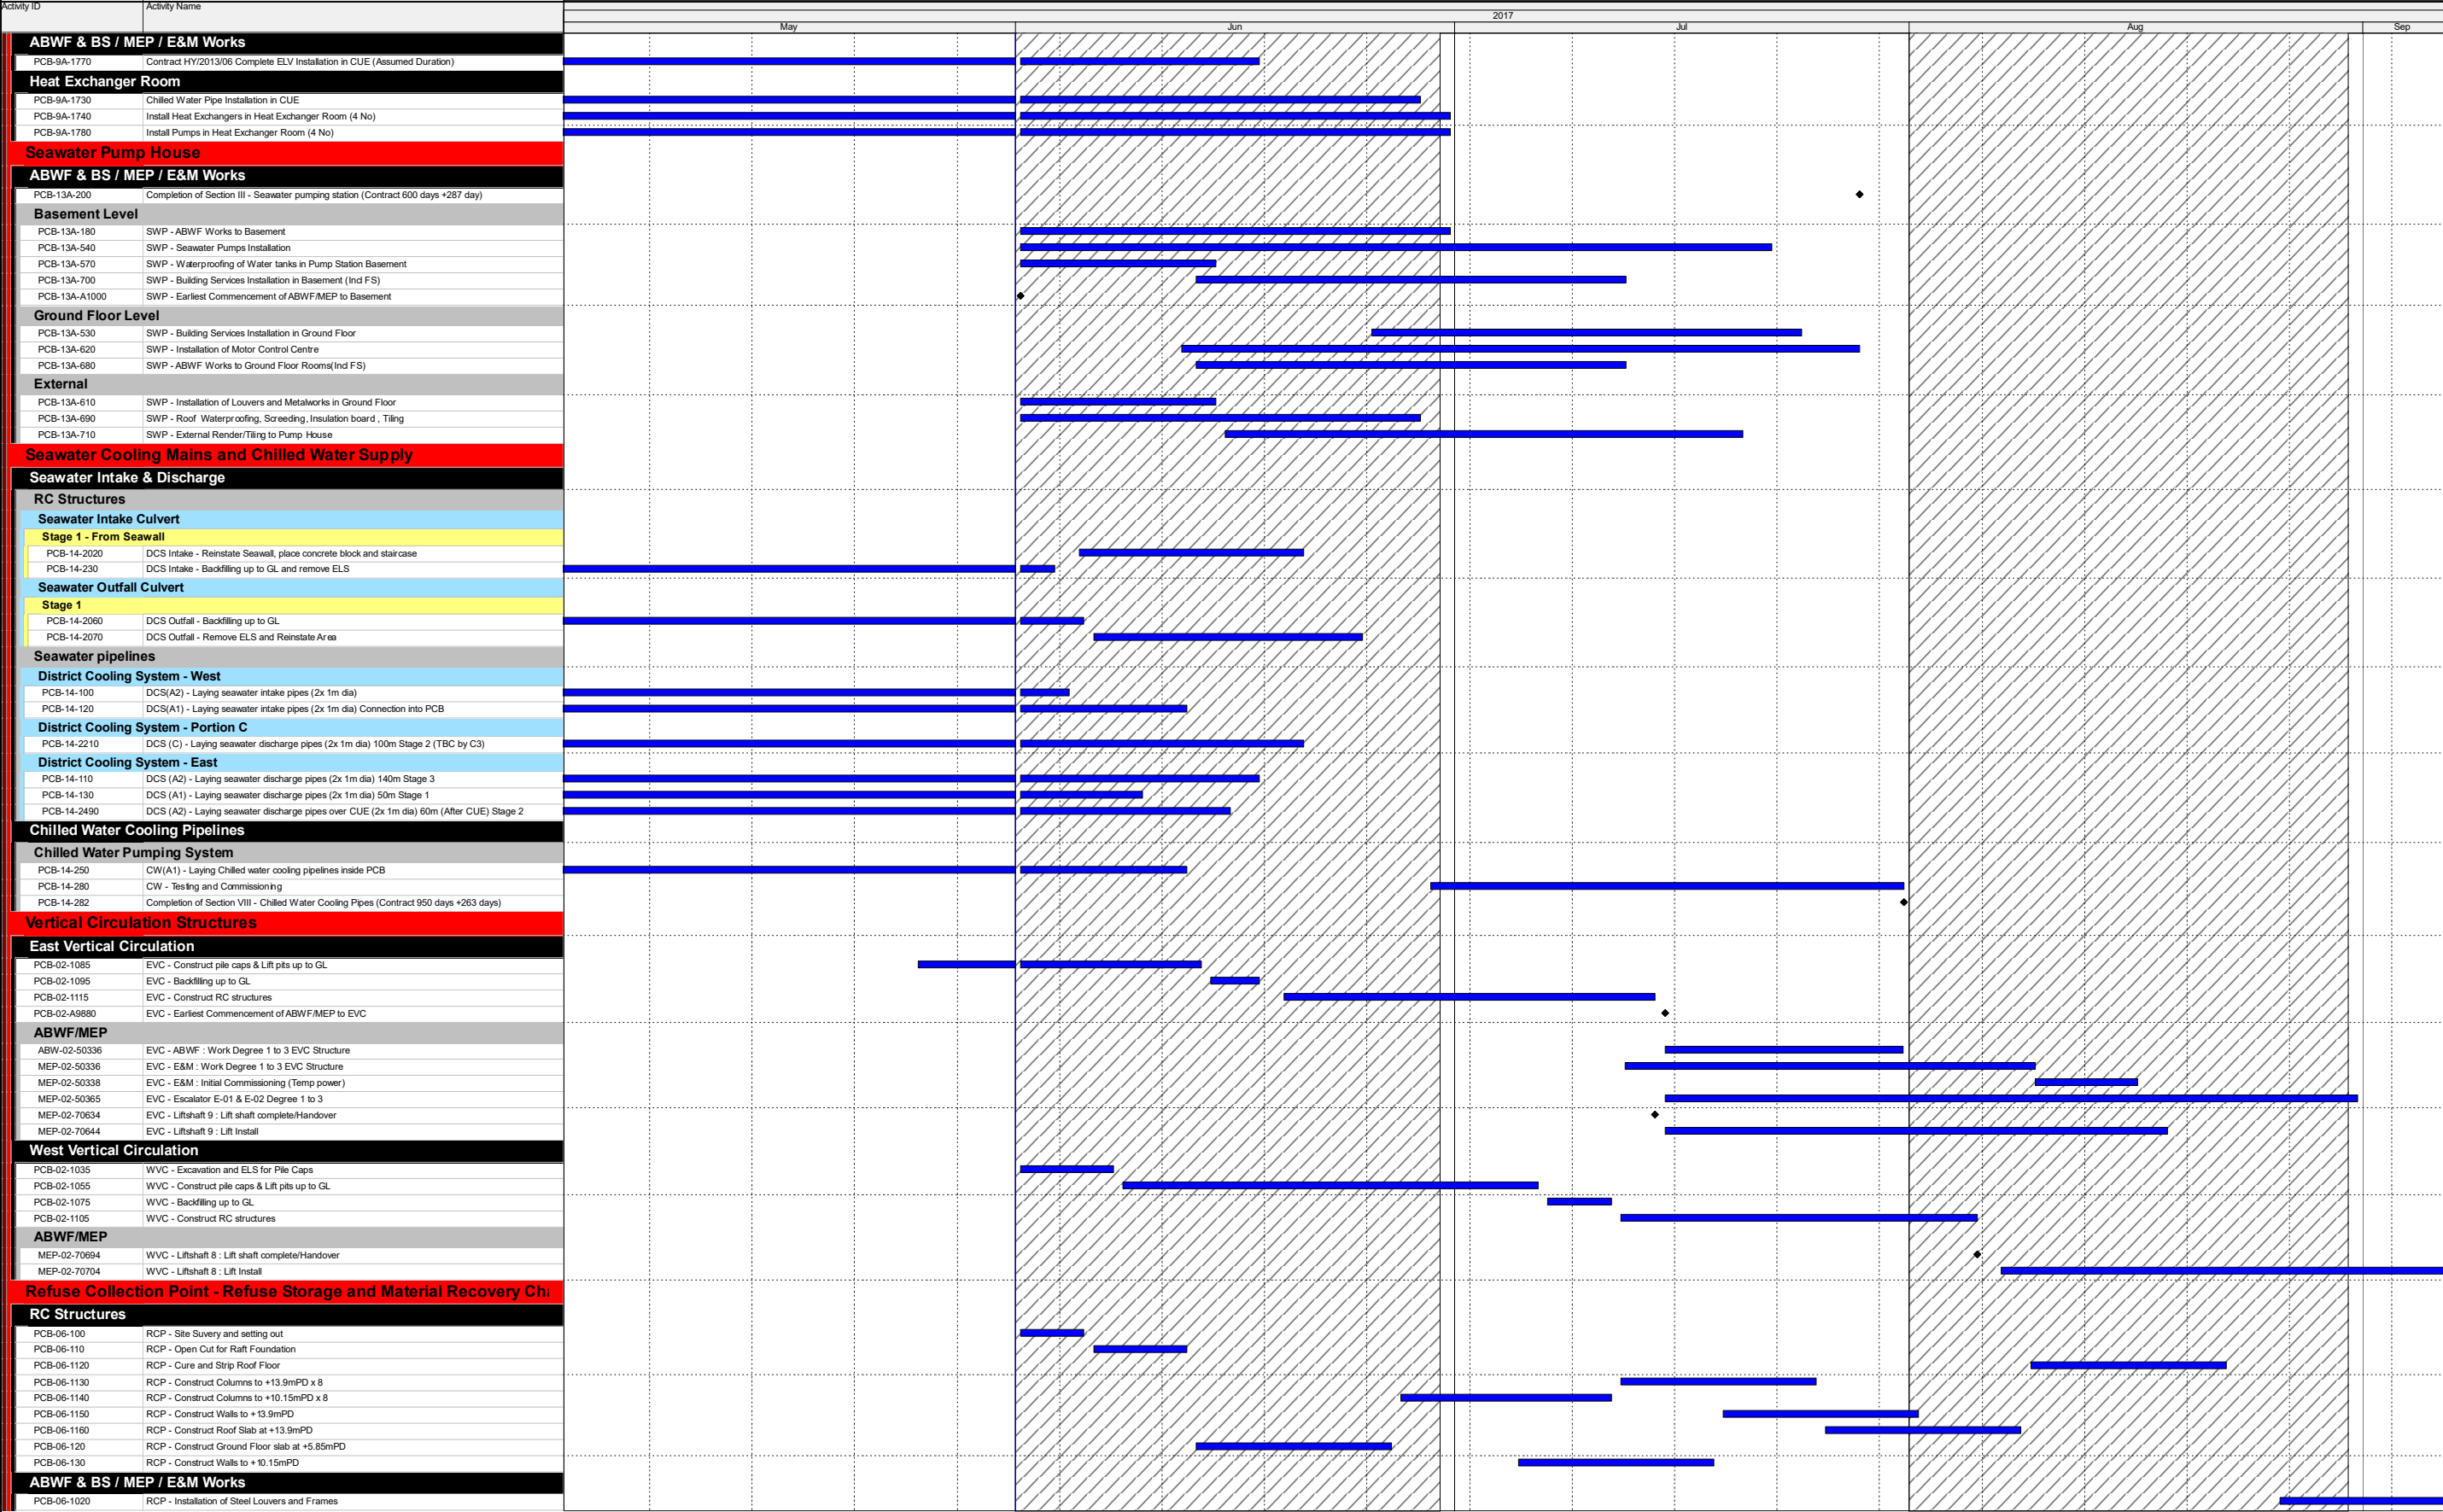 Activity ID Activity Name
2017
May Jun Jul Aug Sep
ABWF & BS / MEP / E&M Works
PCB-9A-1770 Contract HY/2013/06 Complete ELV Installation in CUE (Assumed Duration)
Heat Exchanger Room
PCB-9A-1730 Chilled Water Pipe Installation in CUE
PCB-9A-1740 Install Heat Exchangers in Heat Exchanger Room (4 No)
PCB-9A-1780 Install Pumps in Heat Exchanger Room (4 No)
Seawater Pump House
ABWF & BS / MEP / E&M Works
PCB-13A-200 Completion of Section III - Seawater pumping station (Contract 600 days +287 day)
Basement Level
PCB-13A-180 SWP - ABWF Works to Basement
PCB-13A-540 SWP - Seawater Pumps Installation
PCB-13A-570 SWP - Waterproofing of Water tanks in Pump Station Basement
PCB-13A-700 SWP - Building Services Installation in Basement (Incl FS)
PCB-13A-A1000 SWP - Earliest Commencement of ABWF/MEP to Basement
Ground Floor Level
PCB-13A-530 SWP - Building Services Installation in Ground Floor
PCB-13A-620 SWP - Installation of Motor Control Centre
PCB-13A-680 SWP - ABWF Works to Ground Floor Rooms(Incl FS)
External
PCB-13A-610 SWP - Installation of Louvers and Metalworks in Ground Floor
PCB-13A-690 SWP - Roof Waterproofing, Screeding, Insulation board , Tiling
PCB-13A-710 SWP - External Render/Tiling to Pump House
Seawater Cooling Mains and Chilled Water Supply
Seawater Intake & Discharge
RC Structures
Seawater Intake Culvert
Stage 1 - From Seawall
PCB-14-2020 DCS Intake - Reinstate Seawall, place concrete block and staircase
PCB-14-230 DCS Intake - Backfilling up to GL and remove ELS
Seawater Outfall Culvert
Stage 1
PCB-14-2060 DCS Outfall - Backfilling up to GL
PCB-14-2070 DCS Outfall - Remove ELS and Reinstate Area
Seawater pipelines
District Cooling System - West
PCB-14-100 DCS(A2) - Laying seawater intake pipes (2x 1m dia)
PCB-14-120 DCS(A1) - Laying seawater intake pipes (2x 1m dia) Connection into PCB
District Cooling System - Portion C
PCB-14-2210 DCS (C) - Laying seawater discharge pipes (2x 1m dia) 100m Stage 2 (TBC by C3)
District Cooling System - East
PCB-14-110 DCS (A2) - Laying seawater discharge pipes (2x 1m dia) 140m Stage 3
PCB-14-130 DCS (A1) - Laying seawater discharge pipes (2x 1m dia) 50m Stage 1
PCB-14-2490 DCS (A2) - Laying seawater discharge pipes over CUE (2x 1m dia) 60m (After CUE) Stage 2
Chilled Water Cooling Pipelines
Chilled Water Pumping System
PCB-14-250 CW(A1) - Laying Chilled water cooling pipelines inside PCB
PCB-14-280 CW - Testing and Commissioning
PCB-14-282 Completion of Section VIII - Chilled Water Cooling Pipes (Contract 950 days +263 days)
Vertical Circulation Structures
East Vertical Circulation
PCB-02-1085 EVC - Construct pile caps & Lift pits up to GL
PCB-02-1095 EVC - Backfilling up to GL
PCB-02-1115 EVC - Construct RC structures
PCB-02-A9880 EVC - Earliest Commencement of ABWF/MEP to EVC
ABWF/MEP
ABW-02-50336 EVC - ABWF : Work Degree 1 to 3 EVC Structure
MEP-02-50336 EVC - E&M : Work Degree 1 to 3 EVC Structure
MEP-02-50338 EVC - E&M : Initial Commissioning (Temp power)
MEP-02-50365 EVC - Escalator E-01 & E-02 Degree 1 to 3
MEP-02-70634 EVC - Liftshaft 9 : Lift shaft complete/Handover
MEP-02-70644 EVC - Liftshaft 9 : Lift Install
West Vertical Circulation
PCB-02-1035 WVC - Excavation and ELS for Pile Caps
PCB-02-1055 WVC - Construct pile caps & Lift pits up to GL
PCB-02-1075 WVC - Backfilling up to GL
PCB-02-1105 WVC - Construct RC structures
ABWF/MEP
MEP-02-70694 WVC - Liftshaft 8 : Lift shaft complete/Handover
MEP-02-70704 WVC - Liftshaft 8 : Lift Install
Refuse Collection Point - Refuse Storage and Material Recovery Cha
RC Structures
PCB-06-100 RCP - Site Suvery and setting out
PCB-06-110 RCP - Open Cut for Raft Foundation
PCB-06-1120 RCP - Cure and Strip Roof Floor
PCB-06-1130 RCP - Construct Columns to +13.9mPD x 8
PCB-06-1140 RCP - Construct Columns to +10.15mPD x 8
PCB-06-1150 RCP - Construct Walls to +13.9mPD
PCB-06-1160 RCP - Construct Roof Slab at +13.9mPD
PCB-06-120 RCP - Construct Ground Floor slab at +5.85mPD
PCB-06-130 RCP - Construct Walls to +10.15mPD
ABWF & BS / MEP / E&M Works
PCB-06-1020 RCP - Installation of Steel Louvers and Frames